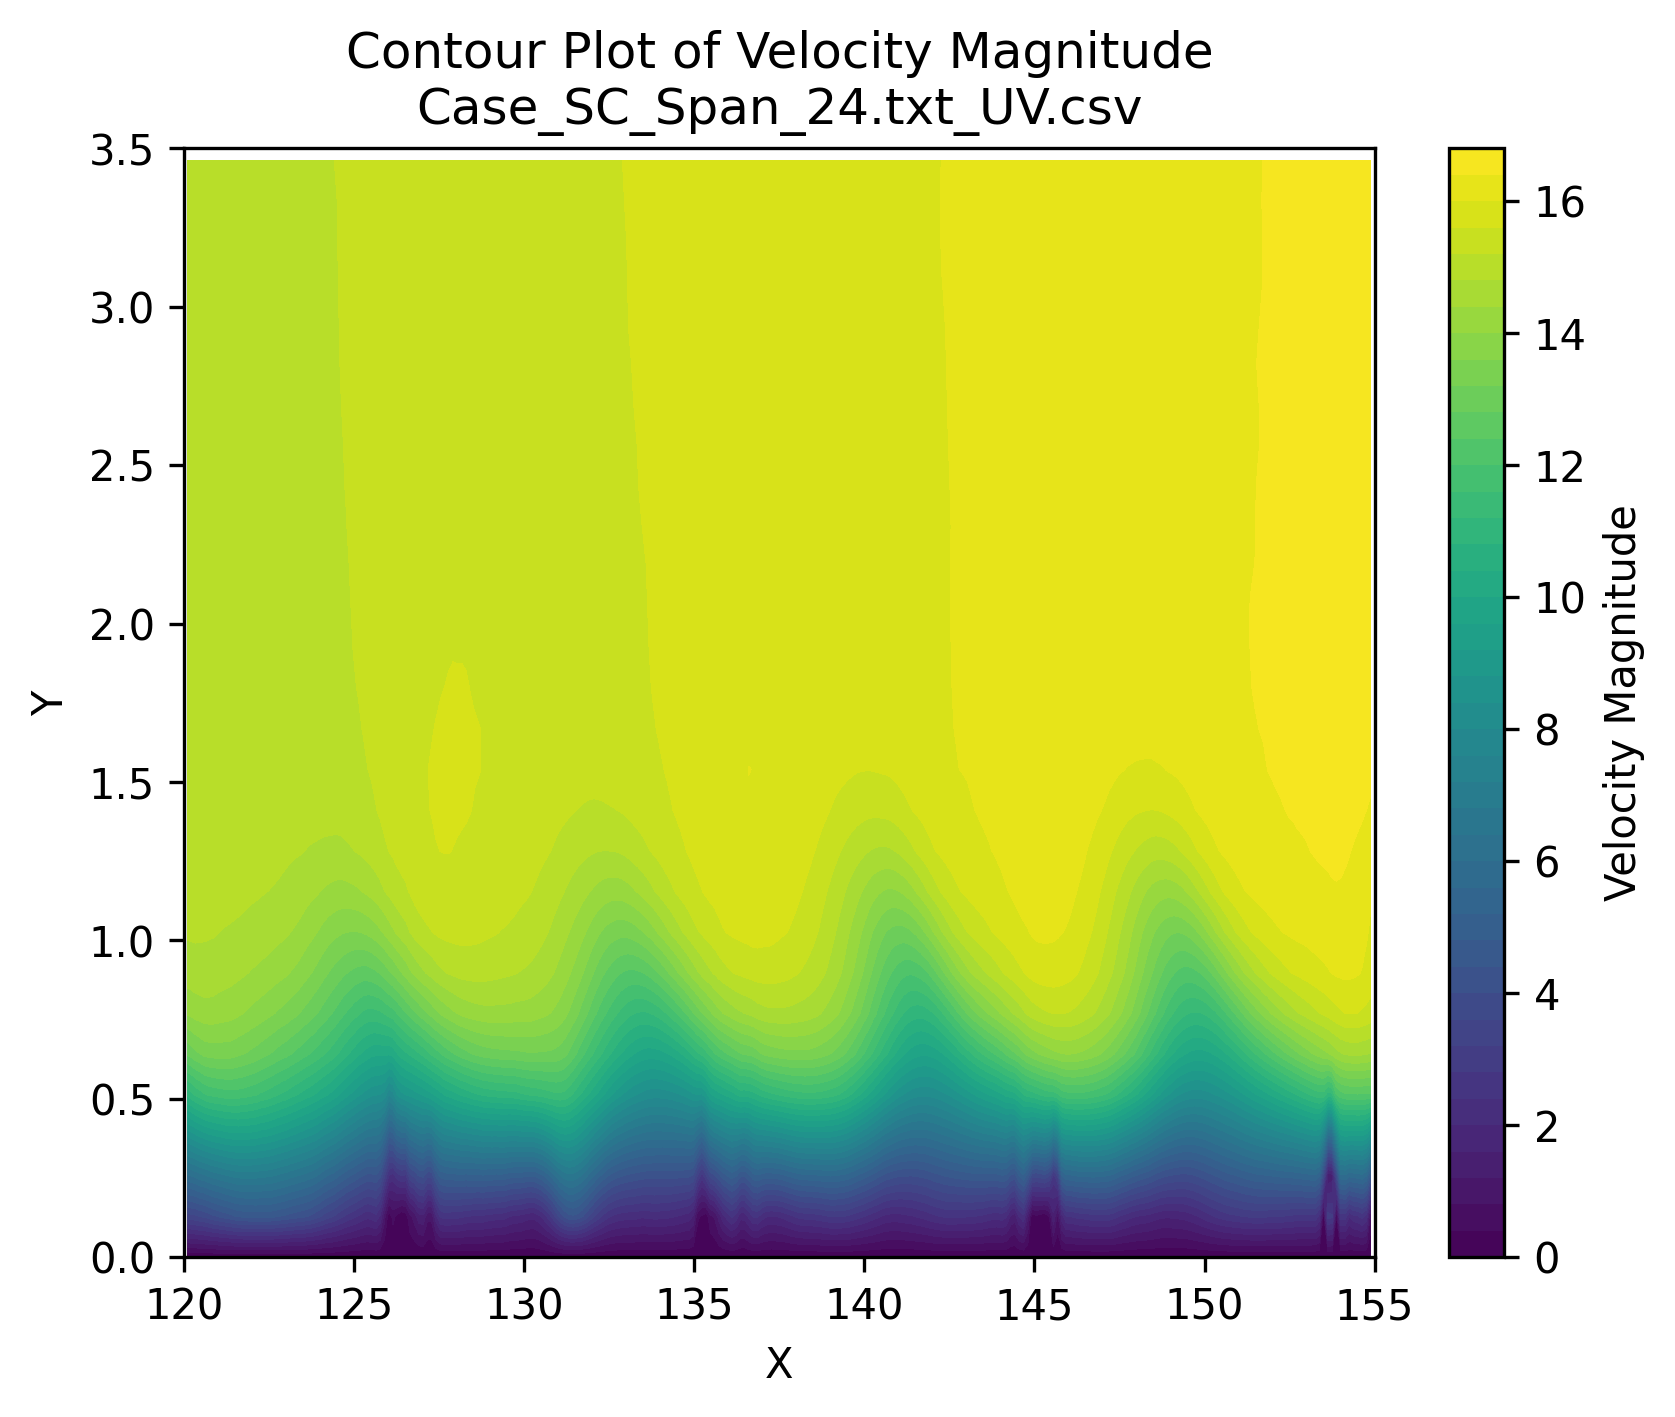 Contour Plot of Velocity Magnitude
Case_SC_Span_24.txt_UV.csv
3.5
3.0
2.5
2.0
1.5
1.0
0.5
0.0
Y
120 125 130 135 140 145 150 155
X
16
14
12
10
8
6
4
2
0
Velocity Magnitude